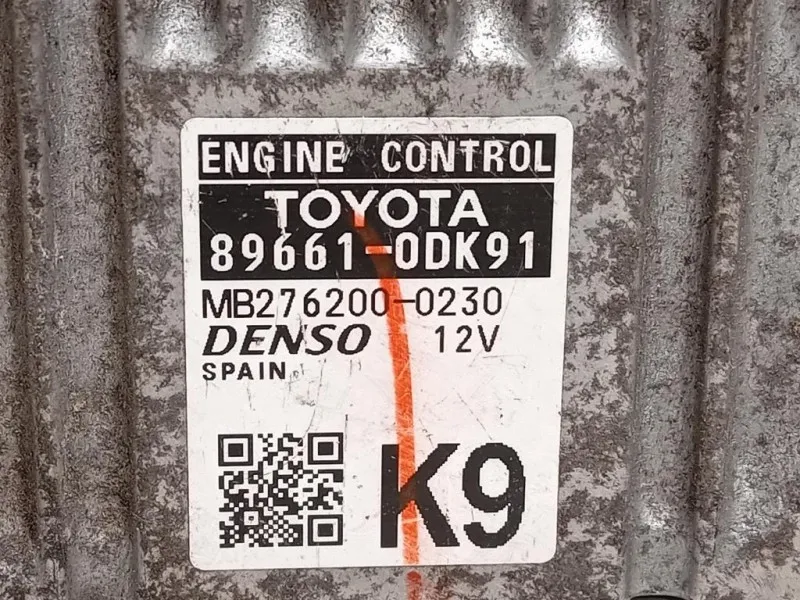 ENGINE CONTROL
TOYOTA
89661-0DK91
MB276200-0230
DENSO 12V
SPAIN
K9